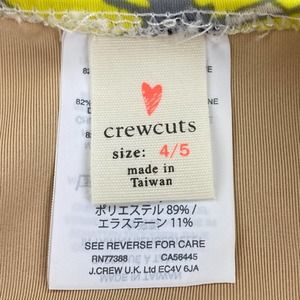 crewcuts
size: 4/5
made in
Taiwan
82%
ポリエステル 89% /
エラステーン 11%
SEE REVERSE FOR CARE
RN77388 CA56445
J.CREW U.K. Ltd EC4V 6JA